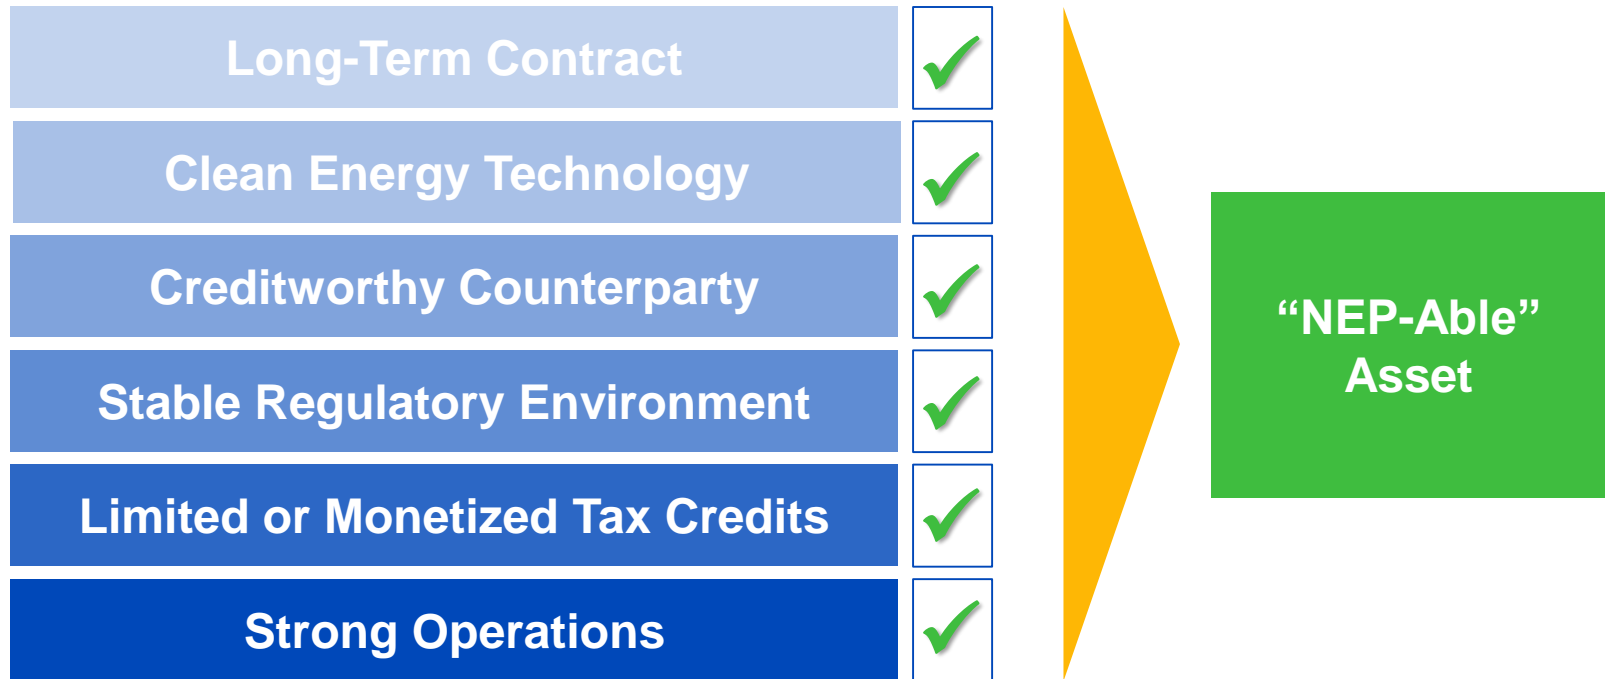 Long-Term Contract
Clean Energy Technology
Creditworthy Counterparty
Stable Regulatory Environment
Limited or Monetized Tax Credits
Strong Operations
“NEP-Able”
Asset